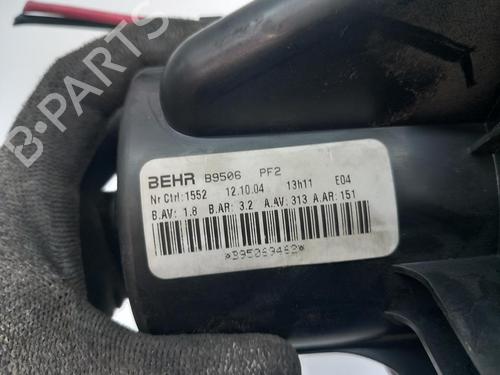 B-PARTS
BEHR B9506 PF2
Nr Ctrl:1552 12.10.04 13h11 E04
B.AV: 1.8 B.AR: 3.2 A.AV: 313 A.AR: 151
*B95069462*